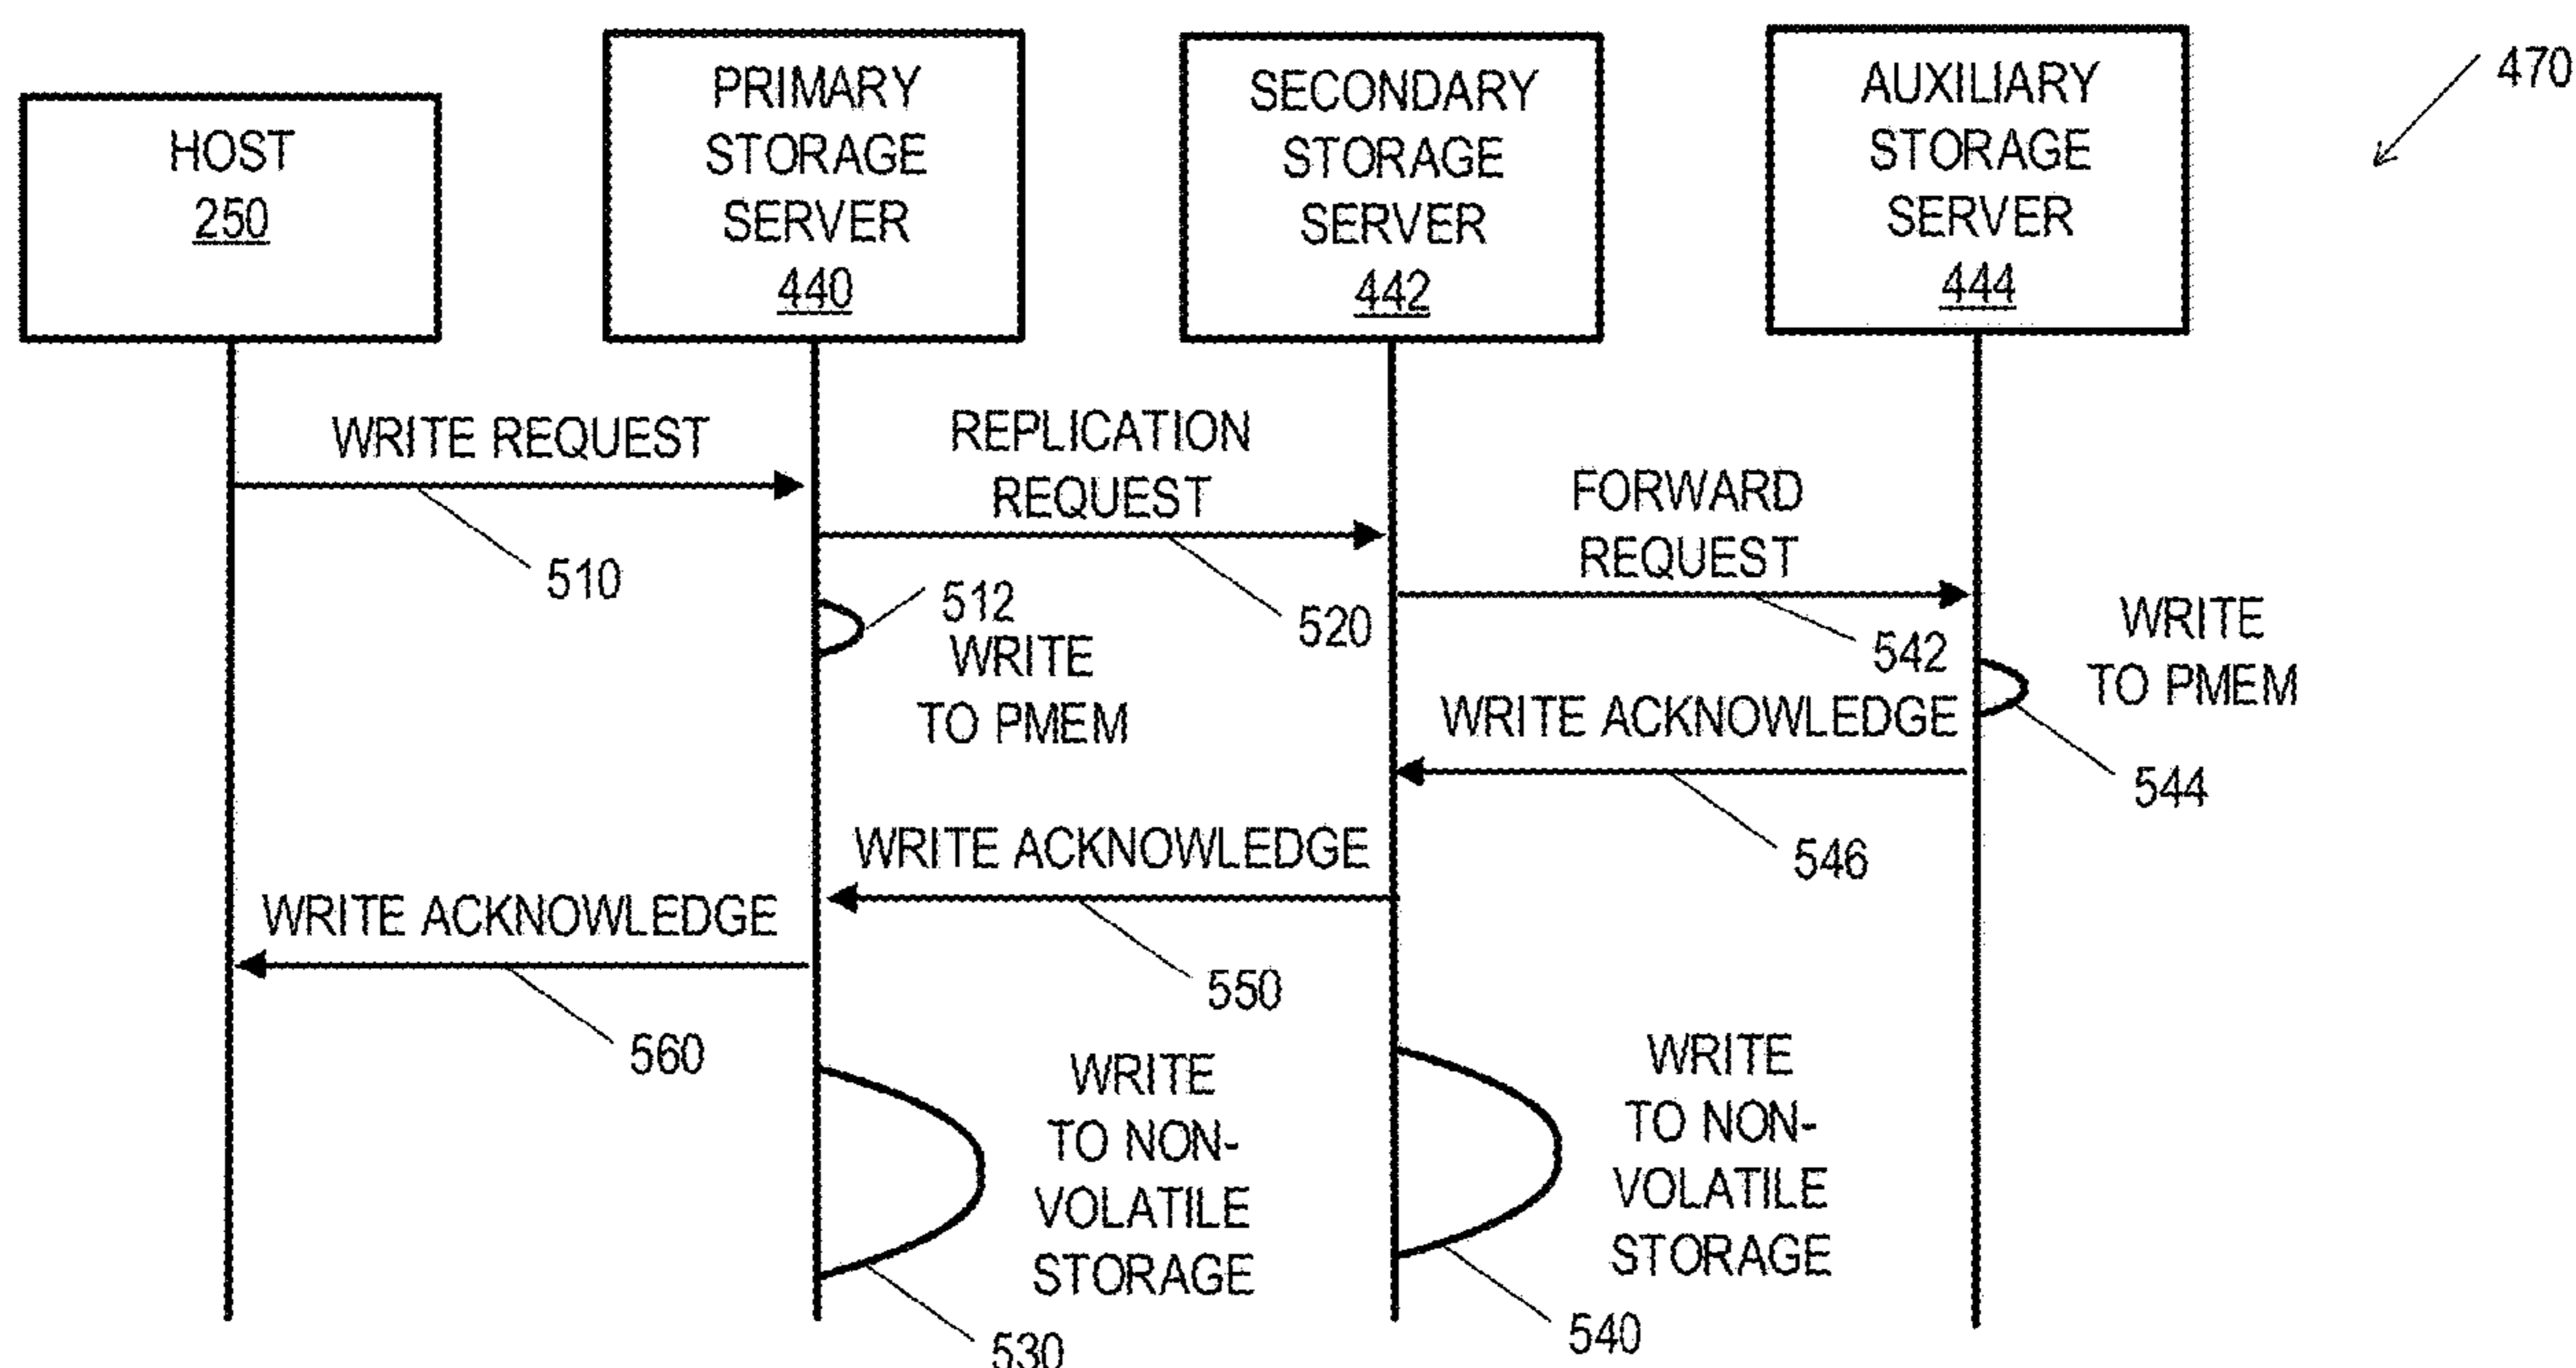 HOST
250
PRIMARY
STORAGE
SERVER
440
SECONDARY
STORAGE
SERVER
442
AUXILIARY
STORAGE
SERVER
444
470
WRITE REQUEST
510
REPLICATION
REQUEST
520
FORWARD
REQUEST
542
512
WRITE
TO PMEM
WRITE
TO PMEM
544
WRITE ACKNOWLEDGE
546
WRITE ACKNOWLEDGE
550
WRITE ACKNOWLEDGE
560
WRITE
TO NON-
VOLATILE
STORAGE
530
WRITE
TO NON-
VOLATILE
STORAGE
540